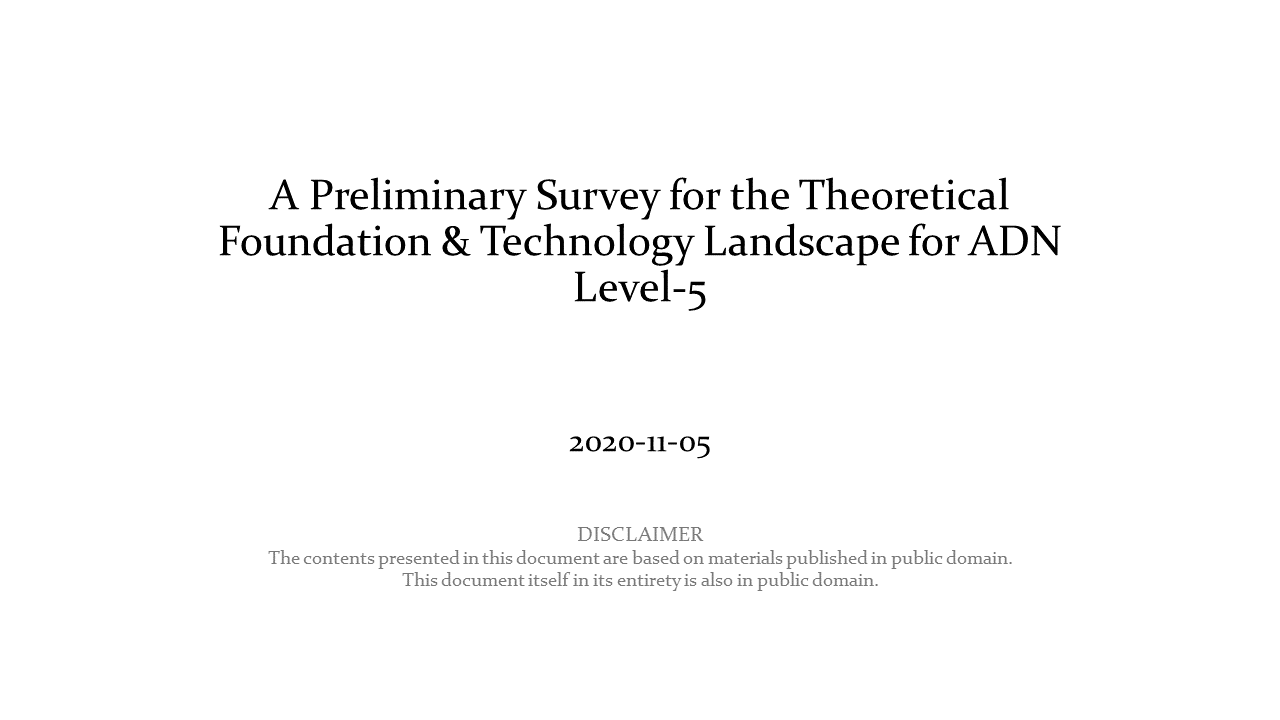 A Preliminary Survey for the Theoretical
Foundation & Technology Landscape for ADN
Level-5
2020-11-05
DISCLAIMER
The contents presented in this document are based on materials published in public domain.
This document itself in its entirety is also in public domain.